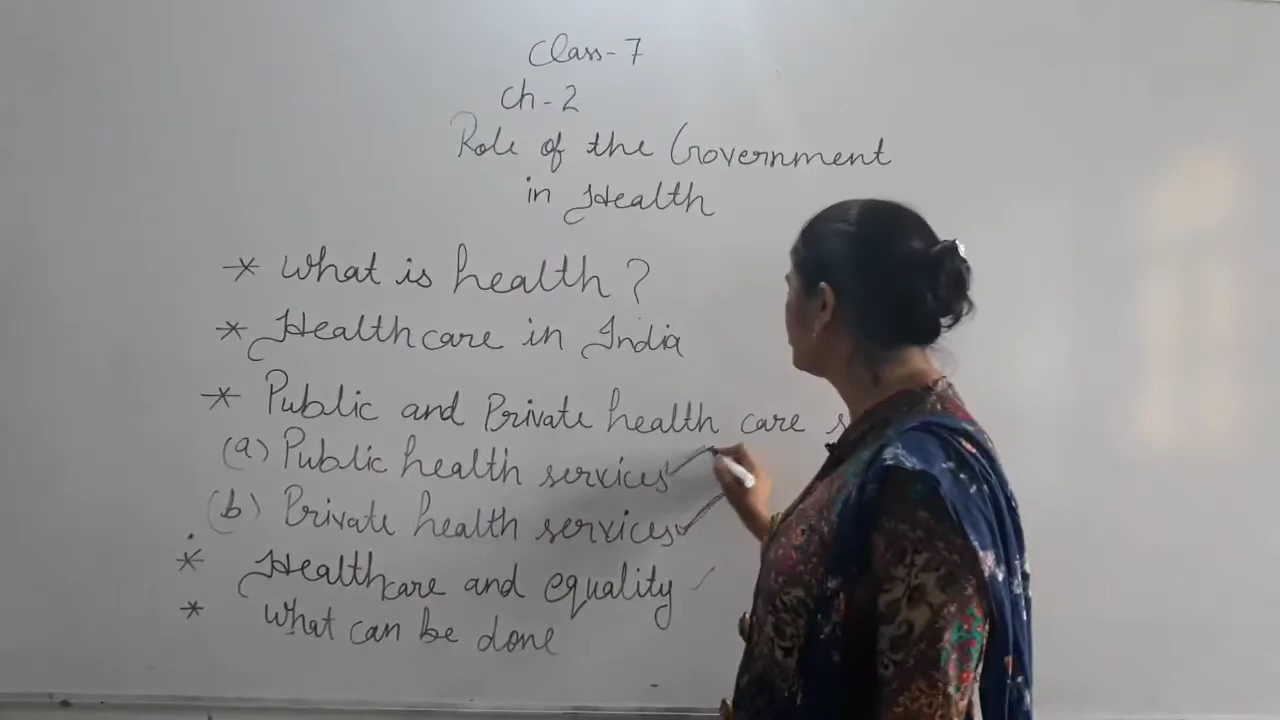 Class-7
Ch-2
Role of the Government
in Health
* What is health?
* Healthcare in India
* Public and Private health care s
(a) Public health services
(b) Private health services
* Healthcare and equality
* What can be done